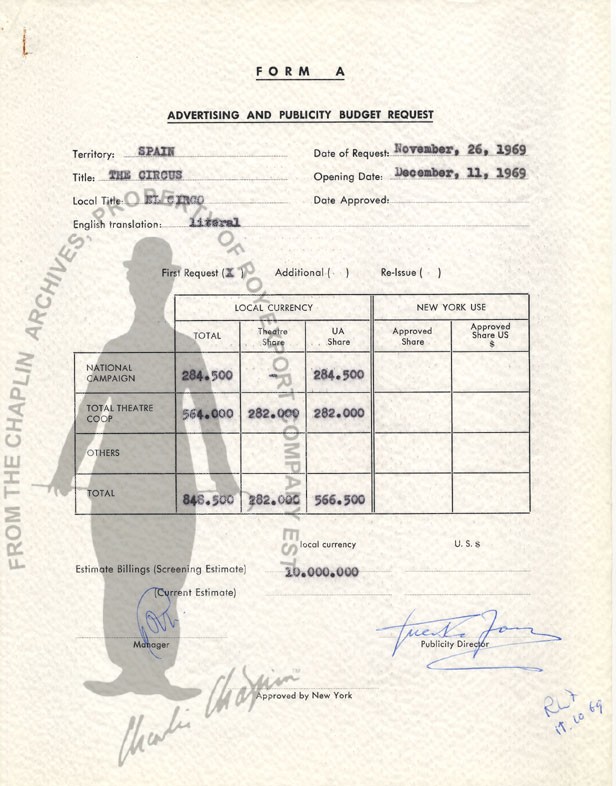 FORM A
ADVERTISING AND PUBLICITY BUDGET REQUEST
Territory: SPAIN Date of Request: November, 26, 1969
Title: THE CIRCUS Opening Date: December, 11, 1969
Local Title: EL CIRCO Date Approved:
English translation: literal
First Request (X) Additional ( ) Re-Issue ( )
LOCAL CURRENCY NEW YORK USE
TOTAL Theatre Share UA Share Approved Share Approved Share US $
NATIONAL CAMPAIGN 284.500 - 284.500
TOTAL THEATRE COOP 564.000 282.000 282.000
OTHERS
TOTAL 848.500 282.000 566.500
local currency U.S. $
Estimate Billings (Screening Estimate) 10.000.000
(Current Estimate)
Manager Publicity Director
Approved by New York
Charlie Chaplin
FROM THE CHAPLIN ARCHIVES, PROPERTY OF ROY EXPORT COMPANY EST